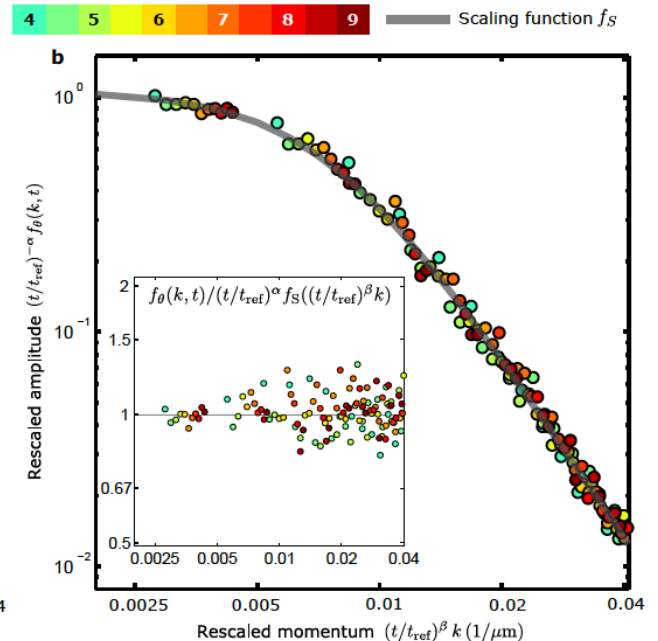 4 5 6 7 8 9 Scaling function f_S
b
Rescaled amplitude (t/t_ref)^{-α} f_θ(k, t)
10^0
10^{-1}
10^{-2}
f_θ(k, t)/(t/t_ref)^α f_S((t/t_ref)^β k)
2
1.5
1
0.67
0.5
0.0025 0.005 0.01 0.02 0.04
4 0.0025 0.005 0.01 0.02 0.04
Rescaled momentum (t/t_ref)^β k (1/μm)